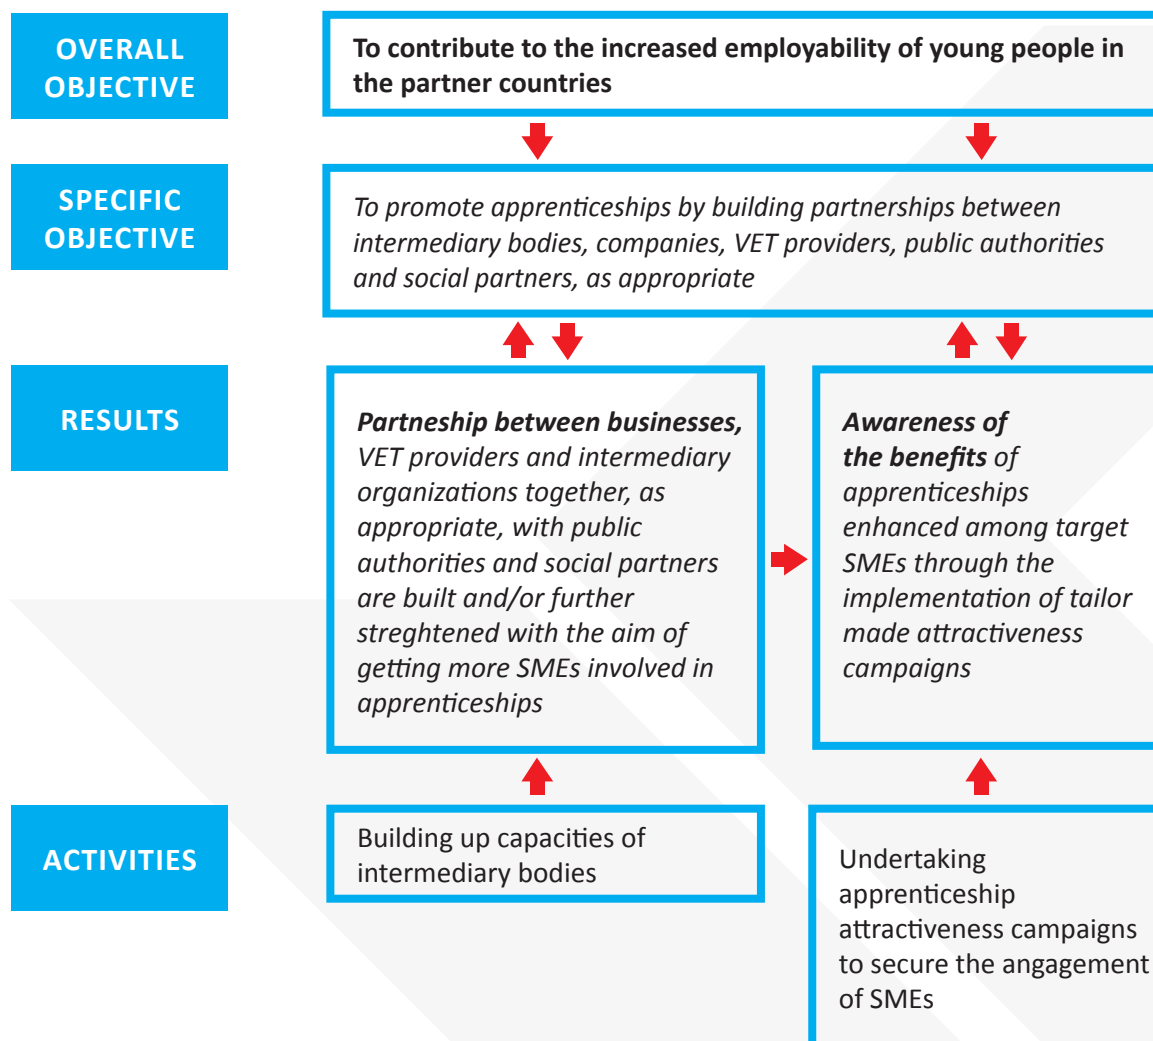 OVERALL
OBJECTIVE
To contribute to the increased employability of young people in
the partner countries
SPECIFIC
OBJECTIVE
To promote apprenticeships by building partnerships between
intermediary bodies, companies, VET providers, public authorities
and social partners, as appropriate
RESULTS
Partneship between businesses,
VET providers and intermediary
organizations together, as
appropriate, with public
authorities and social partners
are built and/or further
streghtened with the aim of
getting more SMEs involved in
apprenticeships
Awareness of
the benefits of
apprenticeships
enhanced among target
SMEs through the
implementation of tailor
made attractiveness
campaigns
ACTIVITIES
Building up capacities of
intermediary bodies
Undertaking
apprenticeship
attractiveness campaigns
to secure the angagement
of SMEs